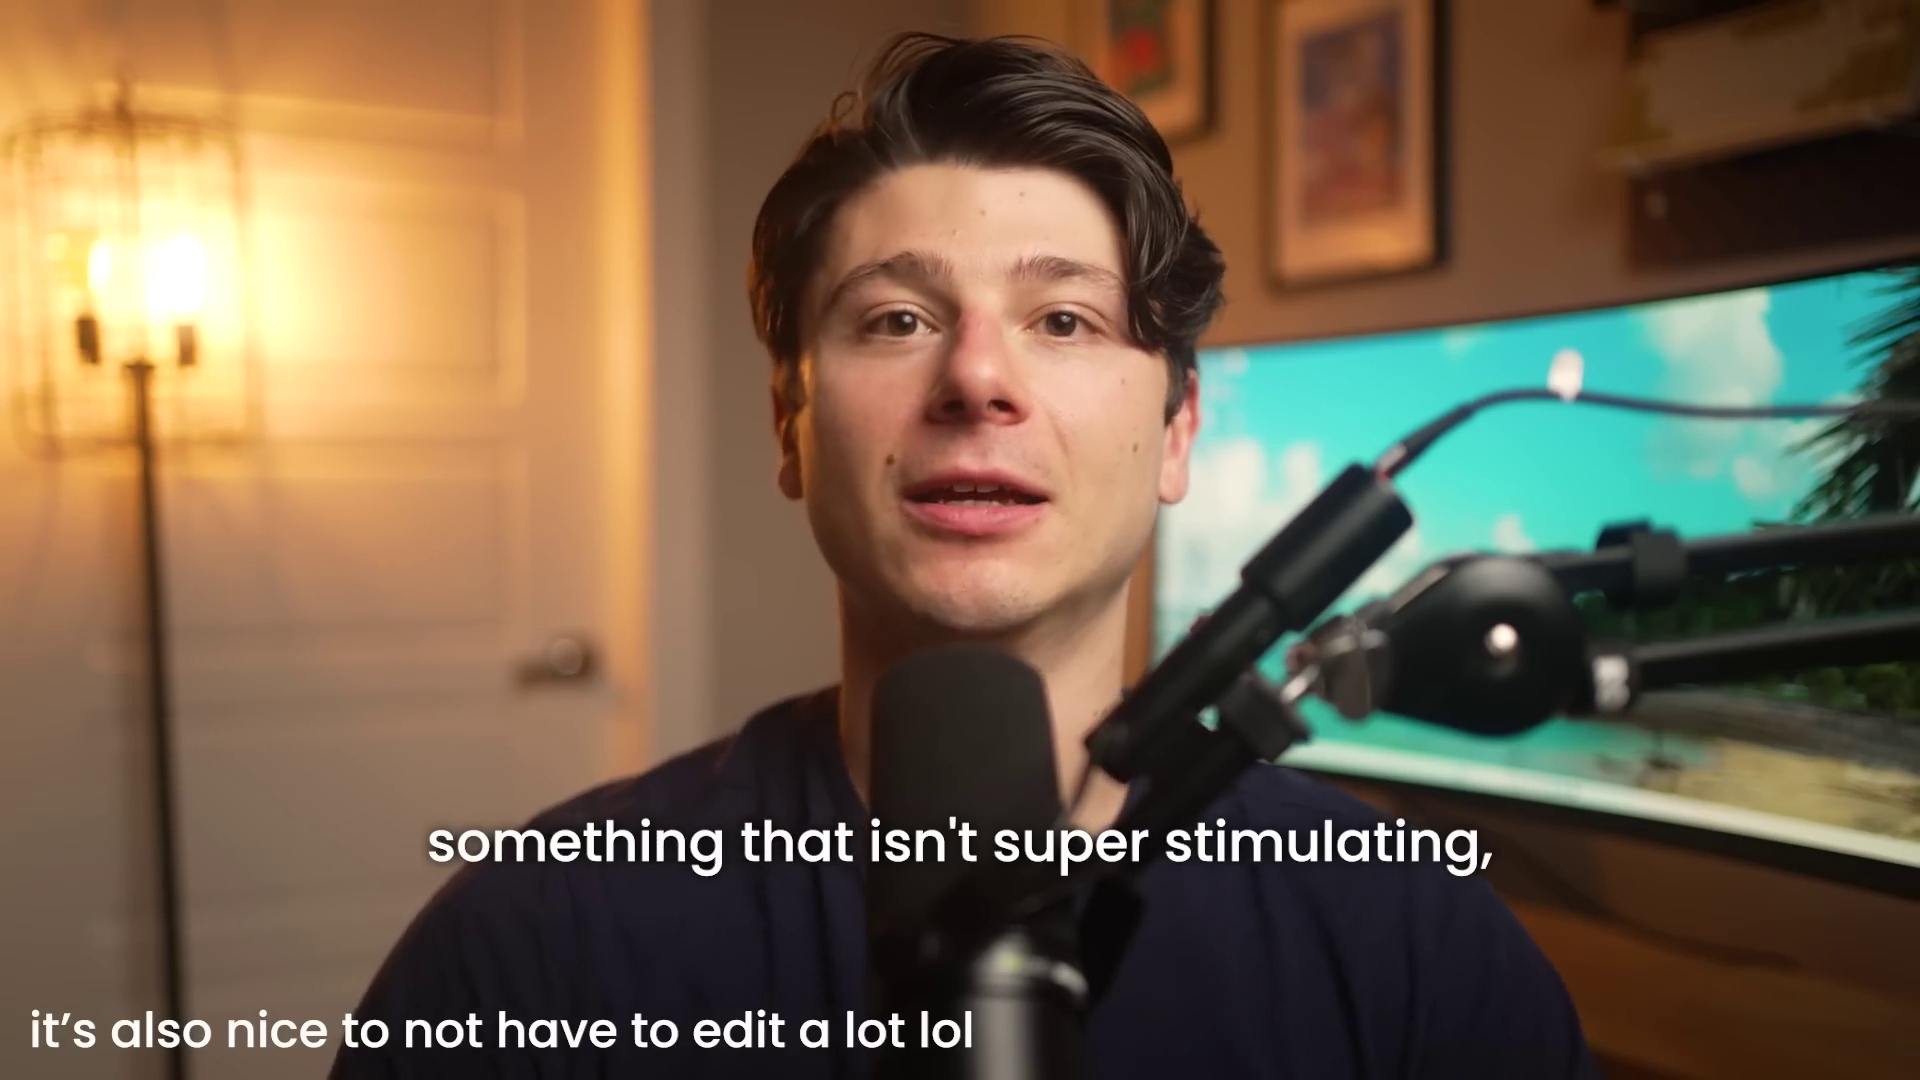 something that isn't super stimulating,
it’s also nice to not have to edit a lot lol